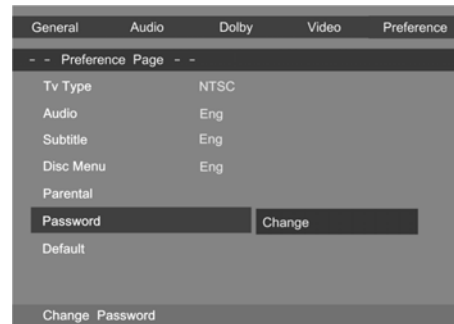 General Audio Dolby Video Preference
- - Preference Page - -
Tv Type NTSC
Audio Eng
Subtitle Eng
Disc Menu Eng
Parental
Password Change
Default
Change Password